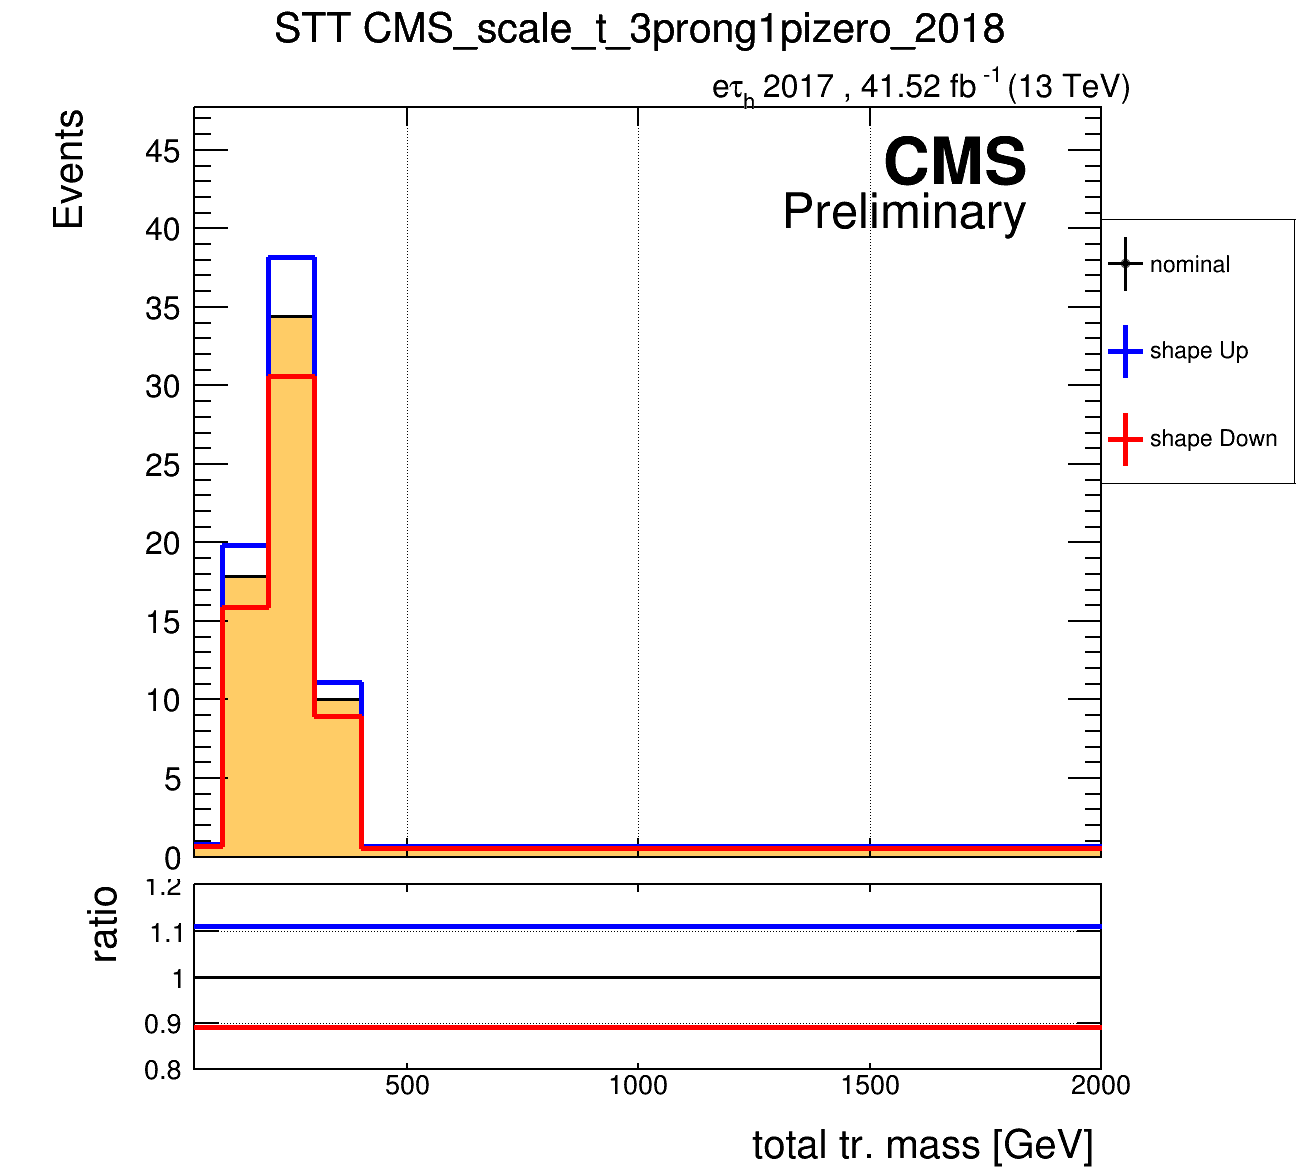 STT CMS_scale_t_3prong1pizero_2018
eτh 2017 , 41.52 fb -1 (13 TeV)
CMS
Preliminary
Events
45
40
35
30
25
20
15
10
5
0
nominal
shape Up
shape Down
ratio
1.2
1.1
1
0.9
0.8
500
1000
1500
2000
total tr. mass [GeV]